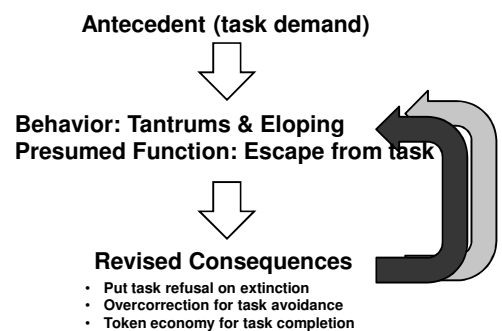 Antecedent (task demand)
Behavior: Tantrums & Eloping
Presumed Function: Escape from task
Revised Consequences
• Put task refusal on extinction
• Overcorrection for task avoidance
• Token economy for task completion